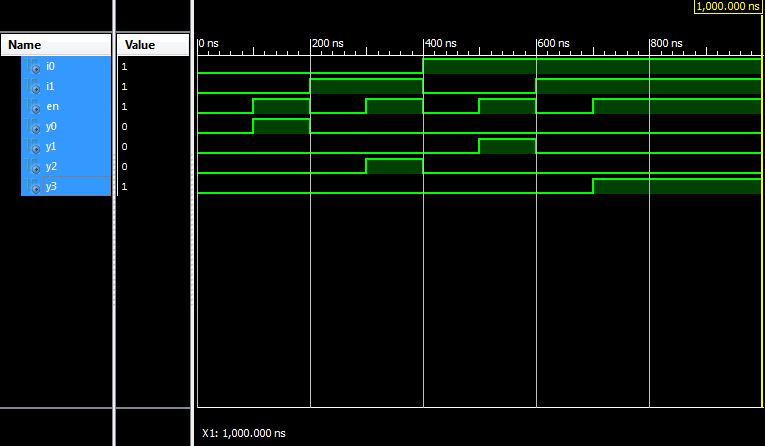 1,000.000 ns
Name Value 0 ns 200 ns 400 ns 600 ns 800 ns
i0 1
i1 1
en 1
y0 0
y1 0
y2 0
y3 1
X1: 1,000.000 ns